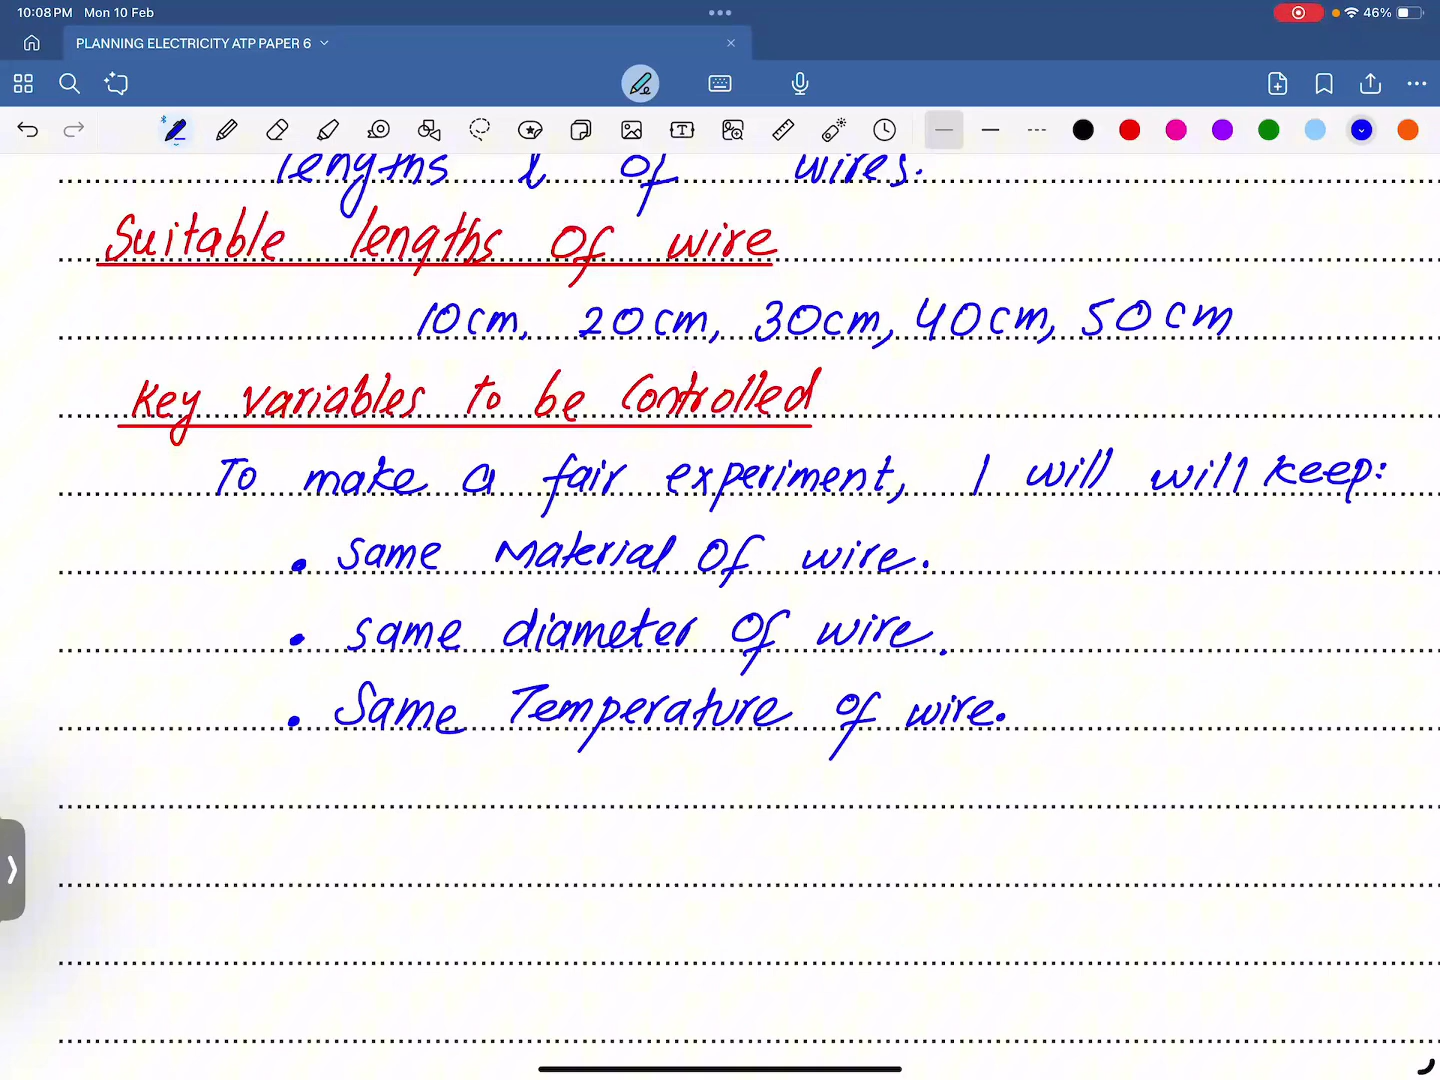 10:08 PM Mon 10 Feb
46%
PLANNING ELECTRICITY ATP PAPER 6
lengths l of wires.
Suitable lengths of wire
10cm, 20cm, 30cm, 40cm, 50cm
Key variables to be controlled
To make a fair experiment, I will will keep:
• same Material of wire.
• same diameter of wire.
• Same Temperature of wire.